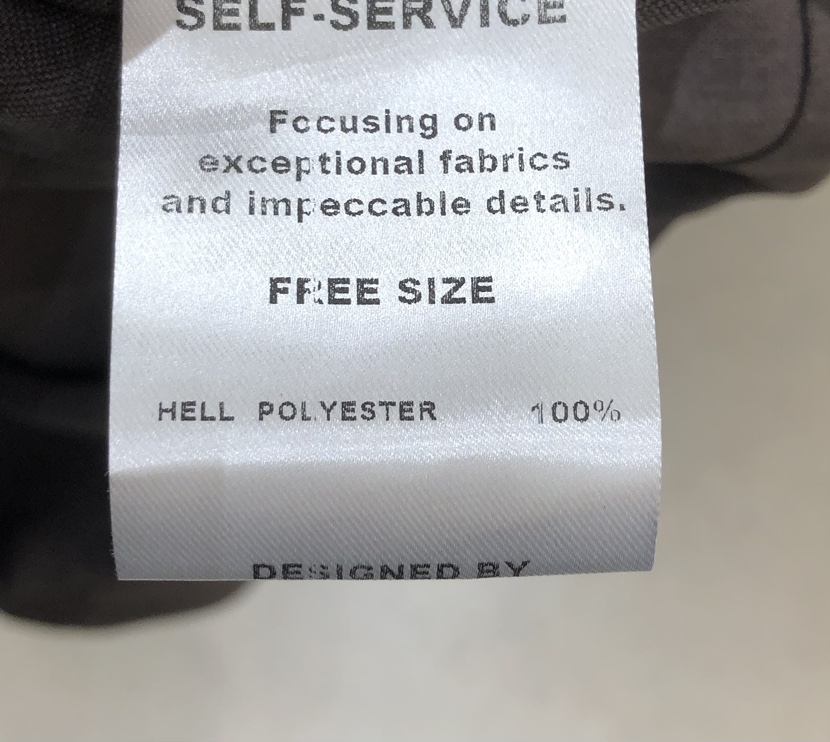 SELF-SERVICE
Focusing on
exceptional fabrics
and impeccable details.
FREE SIZE
HELL POLYESTER 100%
DESIGNED BY